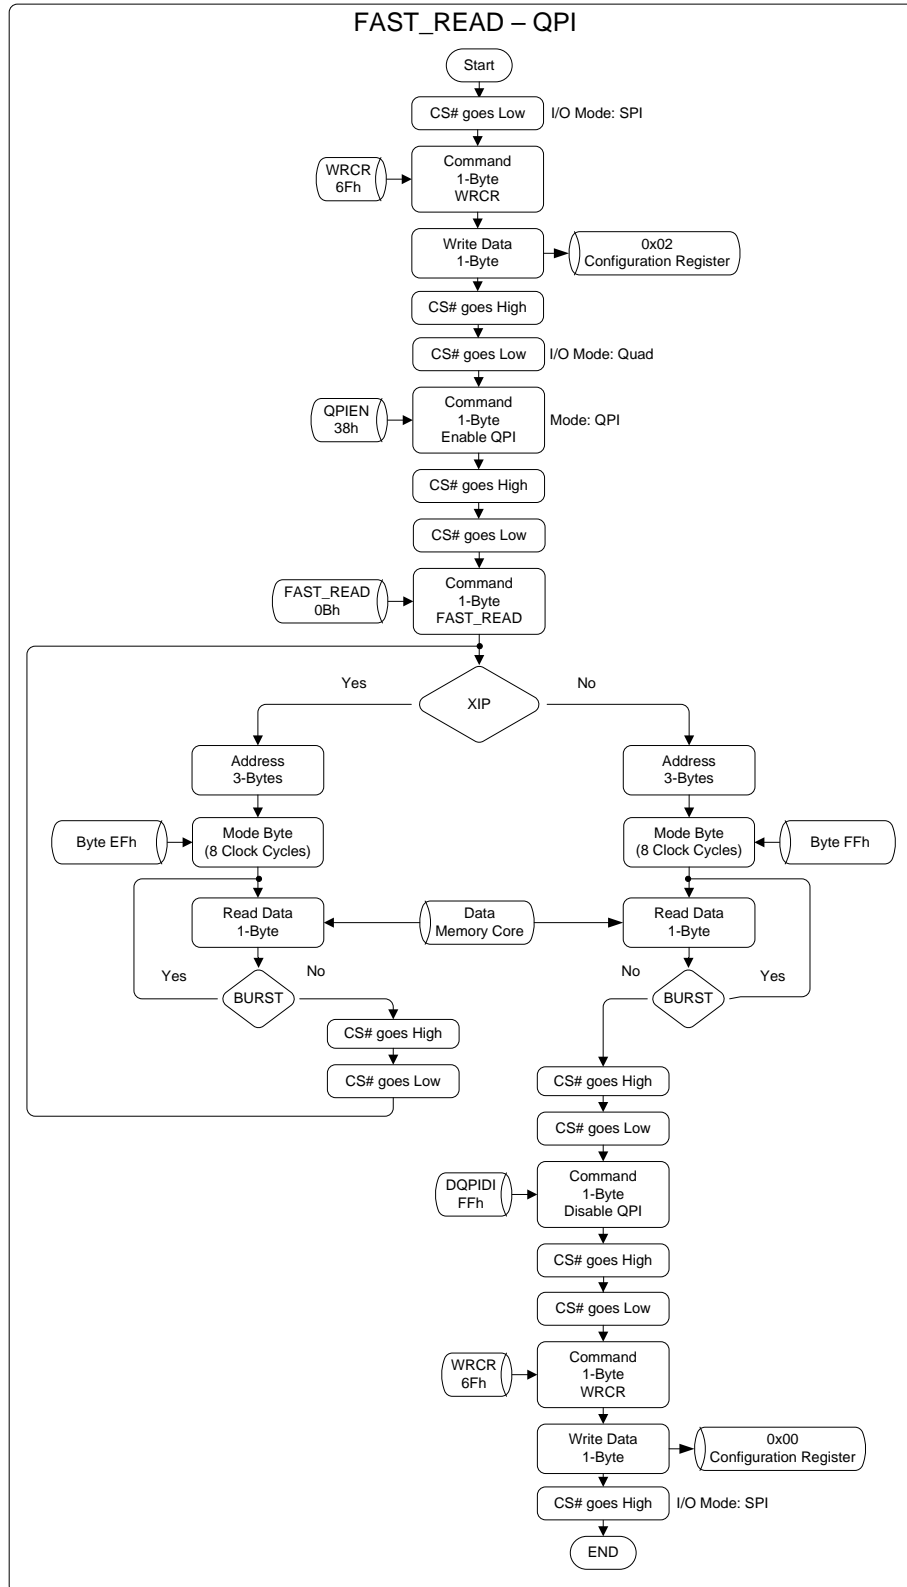 FAST_READ – QPI
Start
CS# goes Low
I/O Mode: SPI
WRCR
6Fh
Command
1-Byte
WRCR
Write Data
1-Byte
0x02
Configuration Register
CS# goes High
CS# goes Low
I/O Mode: Quad
QPIEN
38h
Command
1-Byte
Enable QPI
Mode: QPI
CS# goes High
CS# goes Low
FAST_READ
0Bh
Command
1-Byte
FAST_READ
Yes
XIP
No
Address
3-Bytes
Address
3-Bytes
Byte EFh
Mode Byte
(8 Clock Cycles)
Mode Byte
(8 Clock Cycles)
Byte FFh
Read Data
1-Byte
Data
Memory Core
Read Data
1-Byte
Yes
BURST
No
No
BURST
Yes
CS# goes High
CS# goes Low
CS# goes High
CS# goes Low
DQPIDI
FFh
Command
1-Byte
Disable QPI
CS# goes High
CS# goes Low
WRCR
6Fh
Command
1-Byte
WRCR
Write Data
1-Byte
0x00
Configuration Register
CS# goes High
I/O Mode: SPI
END